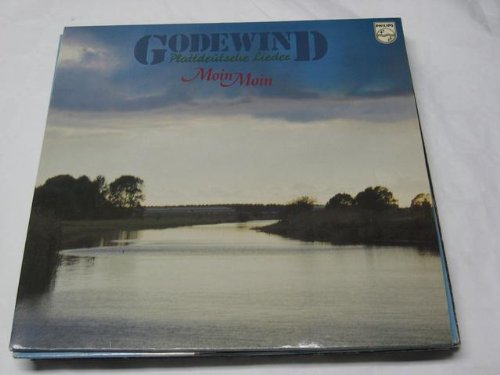 GODEWIND
Plattdeutsche Lieder
Moin Moin
PHILIPS